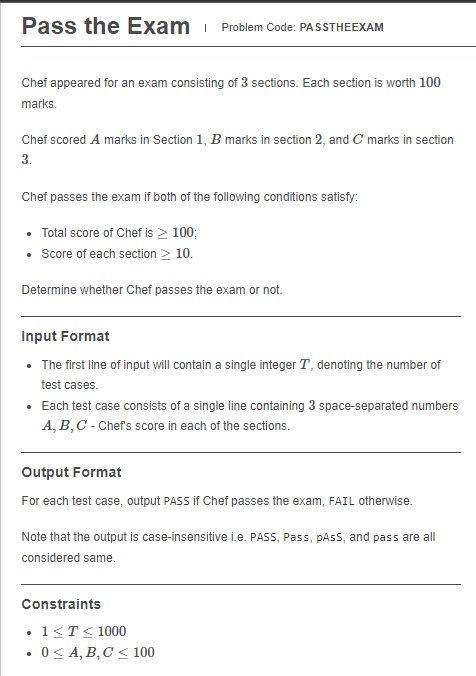 Pass the Exam | Problem Code: PASSTHEEXAM
Chef appeared for an exam consisting of 3 sections. Each section is worth 100
marks.
Chef scored A marks in Section 1, B marks in section 2, and C marks in section
3.
Chef passes the exam if both of the following conditions satisfy:
• Total score of Chef is ≥ 100;
• Score of each section ≥ 10.
Determine whether Chef passes the exam or not.
Input Format
• The first line of input will contain a single integer T, denoting the number of
test cases.
• Each test case consists of a single line containing 3 space-separated numbers
A, B, C - Chef's score in each of the sections.
Output Format
For each test case, output PASS if Chef passes the exam, FAIL otherwise.
Note that the output is case-insensitive i.e. PASS, Pass, pAsS, and pass are all
considered same.
Constraints
• 1 ≤ T ≤ 1000
• 0 ≤ A, B, C ≤ 100